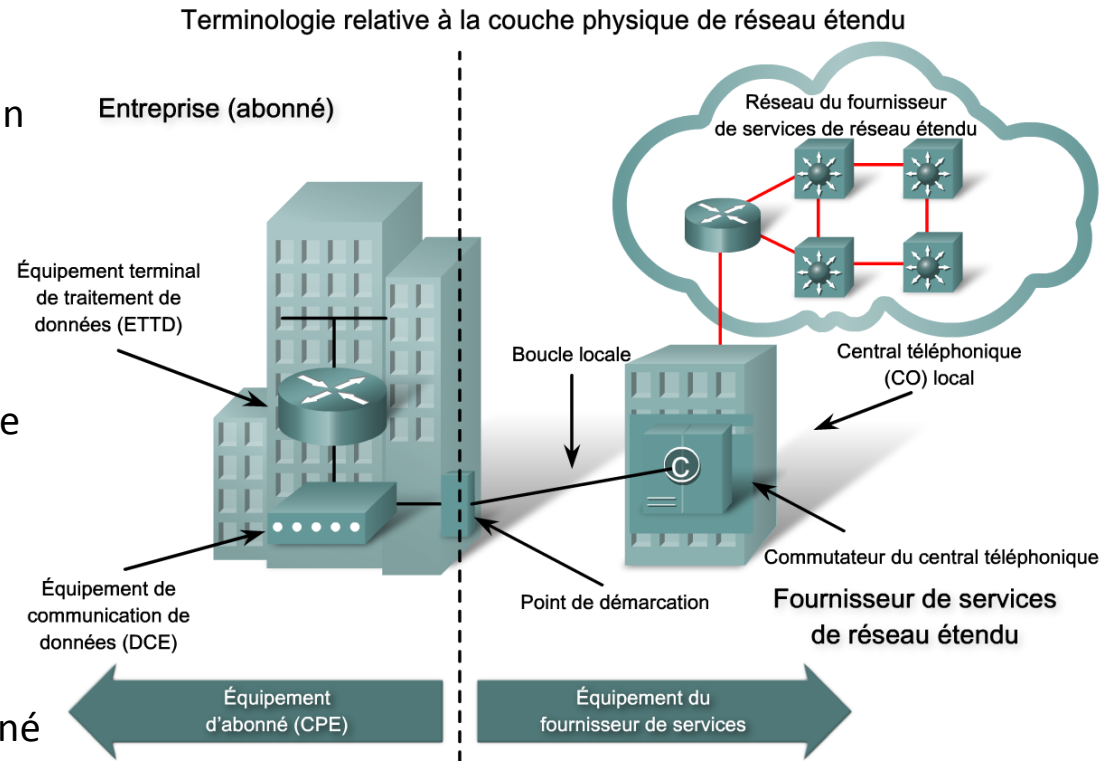 Terminologie relative à la couche physique de réseau étendu
n
Entreprise (abonné)
Réseau du fournisseur
de services de réseau étendu
Équipement terminal
de traitement de
données (ETTD)
Boucle locale
Central téléphonique
(CO) local
e
C
Commutateur du central téléphonique
Équipement de
communication de
données (DCE)
Point de démarcation
Fournisseur de services
de réseau étendu
Équipement
d'abonné (CPE)
Équipement du
fournisseur de services
né